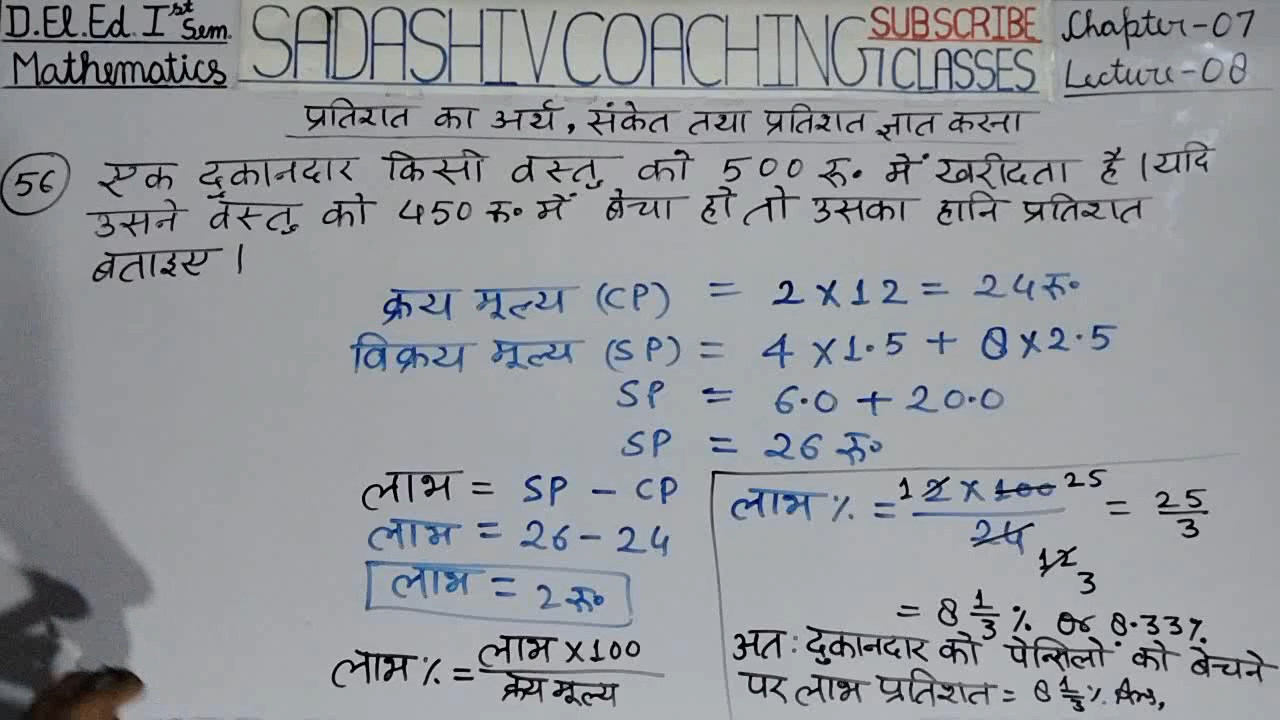 D.El.Ed. Ist Sem.
Mathematics
SADASHIV COACHING CLASSES
SUBSCRIBE
Chapter-07
Lecture-08
प्रतिशत का अर्थ, संकेत तथा प्रतिशत ज्ञात करना
56 एक दुकानदार किसी वस्तु को 500 रु. में खरीदता है। यदि
उसने वस्तु को 450 रु. में बेचा हो तो उसका हानि प्रतिशत
बताइए।
क्रय मूल्य (CP) = 2 × 12 = 24 रु.
विक्रय मूल्य (SP) = 4 × 1.5 + 8 × 2.5
SP = 6.0 + 20.0
SP = 26 रु.
लाभ = SP - CP
लाभ = 26 - 24
लाभ = 2 रु.
लाभ % = लाभ × 100 / क्रय मूल्य
लाभ % = 1 2 × 100 25 / 24 12 3 = 25/3
= 8 1/3 % or 8.33%
अत: दुकानदार को पेन्सिलों को बेचने
पर लाभ प्रतिशत = 8 1/3 % Ans,